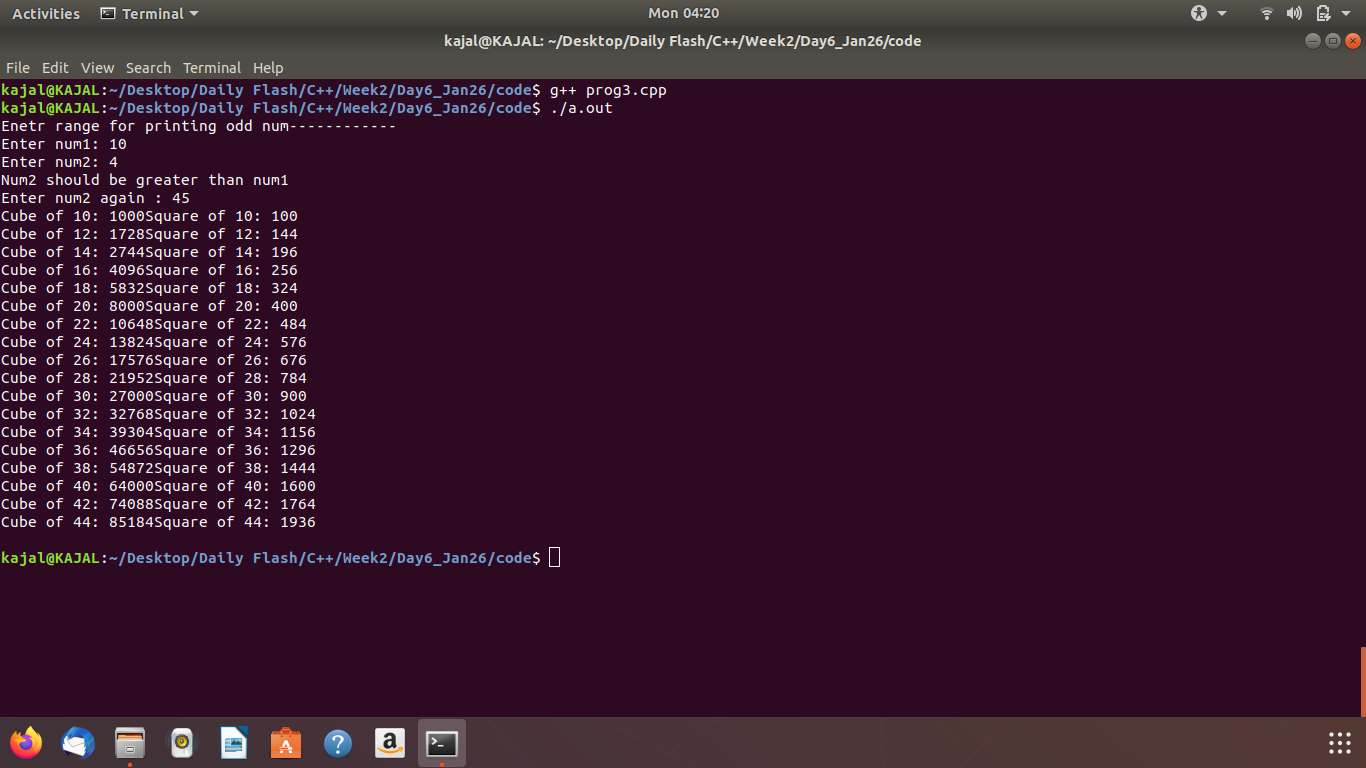 Activities Terminal Mon 04:20
kajal@KAJAL: ~/Desktop/Daily Flash/C++/Week2/Day6_Jan26/code
File Edit View Search Terminal Help
kajal@KAJAL:~/Desktop/Daily Flash/C++/Week2/Day6_Jan26/code$ g++ prog3.cpp
kajal@KAJAL:~/Desktop/Daily Flash/C++/Week2/Day6_Jan26/code$ ./a.out
Enetr range for printing odd num------------
Enter num1: 10
Enter num2: 4
Num2 should be greater than num1
Enter num2 again : 45
Cube of 10: 1000Square of 10: 100
Cube of 12: 1728Square of 12: 144
Cube of 14: 2744Square of 14: 196
Cube of 16: 4096Square of 16: 256
Cube of 18: 5832Square of 18: 324
Cube of 20: 8000Square of 20: 400
Cube of 22: 10648Square of 22: 484
Cube of 24: 13824Square of 24: 576
Cube of 26: 17576Square of 26: 676
Cube of 28: 21952Square of 28: 784
Cube of 30: 27000Square of 30: 900
Cube of 32: 32768Square of 32: 1024
Cube of 34: 39304Square of 34: 1156
Cube of 36: 46656Square of 36: 1296
Cube of 38: 54872Square of 38: 1444
Cube of 40: 64000Square of 40: 1600
Cube of 42: 74088Square of 42: 1764
Cube of 44: 85184Square of 44: 1936
kajal@KAJAL:~/Desktop/Daily Flash/C++/Week2/Day6_Jan26/code$